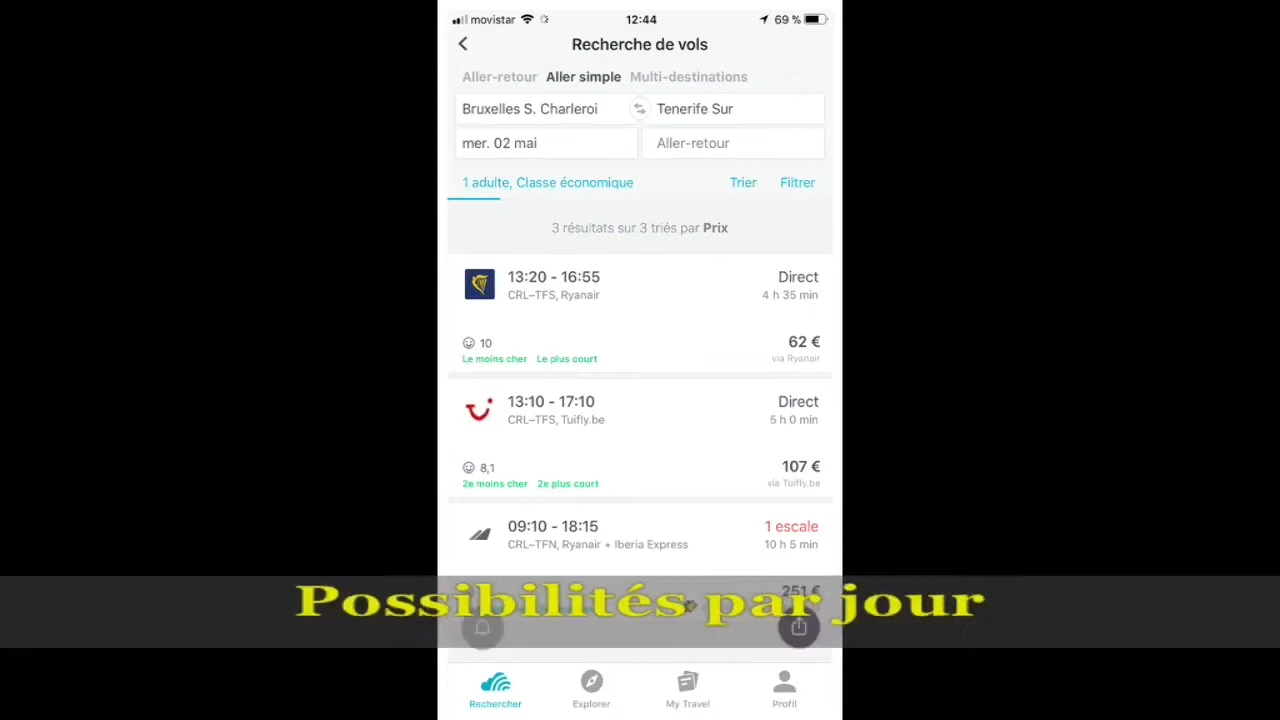 movistar 12:44 69 %
Recherche de vols
Aller-retour Aller simple Multi-destinations
Bruxelles S. Charleroi Tenerife Sur
mer. 02 mai Aller-retour
1 adulte, Classe économique Trier Filtrer
3 résultats sur 3 triés par Prix
13:20 - 16:55 Direct
CRL–TFS, Ryanair 4 h 35 min
10 62 €
Le moins cher Le plus court via Ryanair
13:10 - 17:10 Direct
CRL–TFS, Tuifly.be 5 h 0 min
8,1 107 €
2e moins cher 2e plus court via Tuifly.be
09:10 - 18:15 1 escale
CRL–TFN, Ryanair + Iberia Express 10 h 5 min
251 €
Possibilités par jour
Rechercher Explorer My Travel Profil